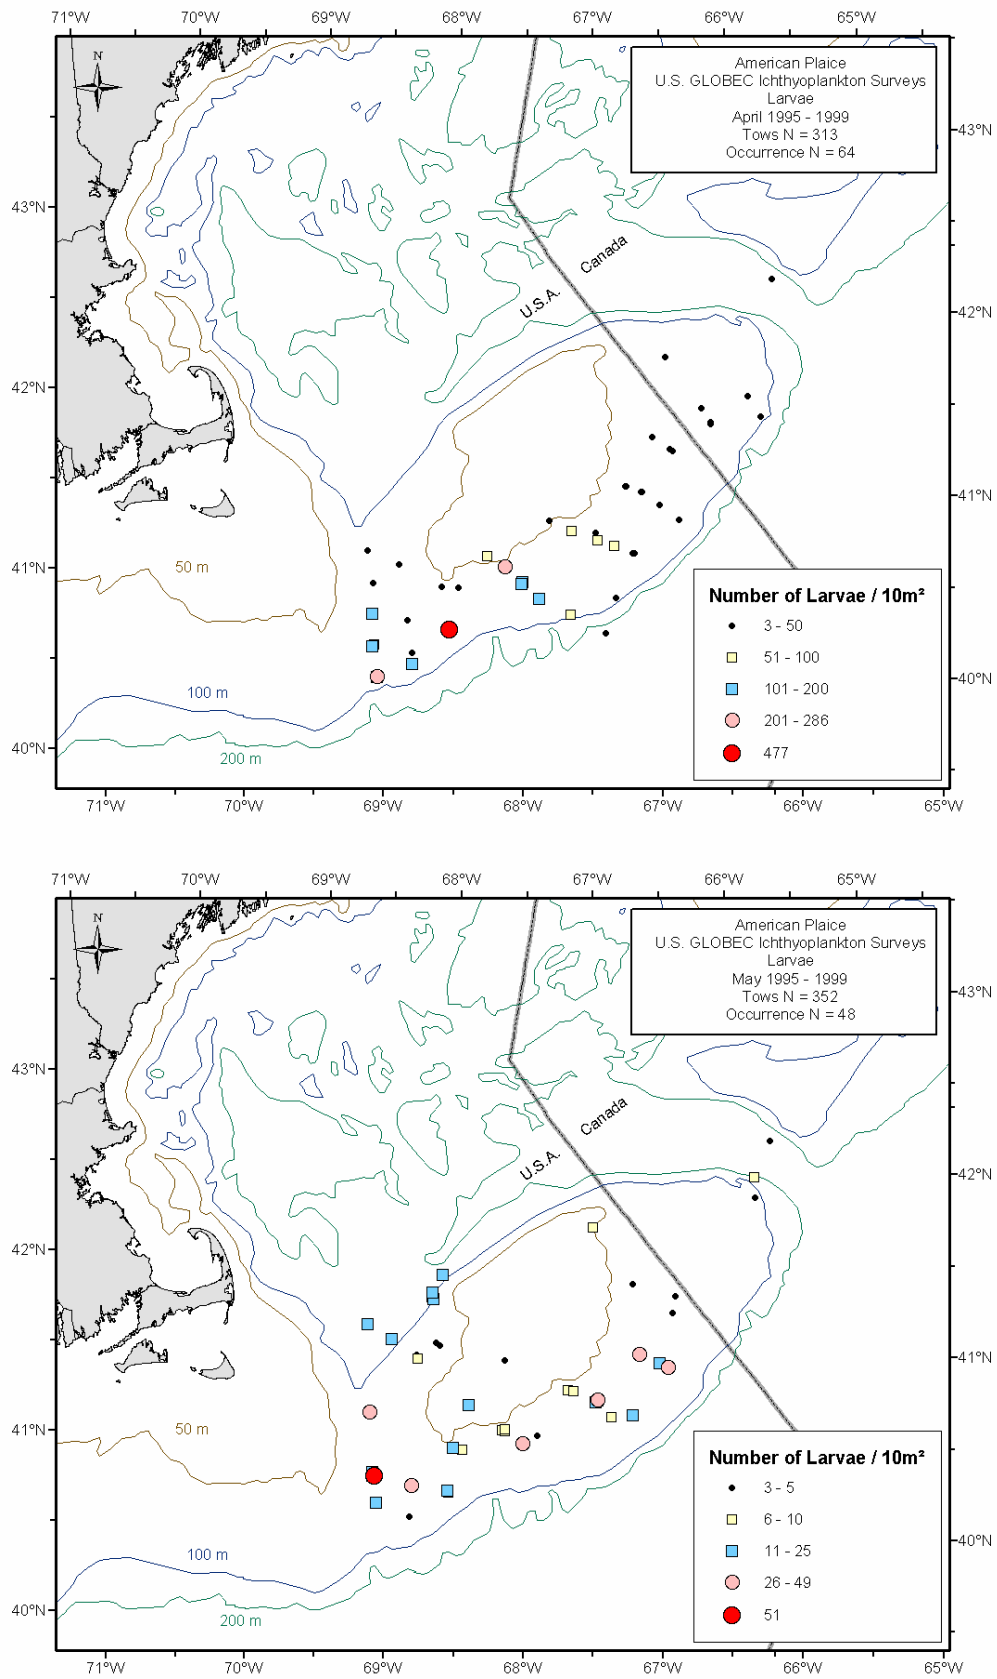 71°W 70°W 69°W 68°W 67°W 66°W 65°W
N
American Plaice
U.S. GLOBEC Ichthyoplankton Surveys
Larvae
April 1995 - 1999
Tows N = 313
Occurrence N = 64
43°N
43°N
Canada
U.S.A.
42°N
42°N
41°N
41°N
50 m
Number of Larvae / 10m²
3 - 50
51 - 100
101 - 200
201 - 286
477
40°N
100 m
40°N
200 m
71°W 70°W 69°W 68°W 67°W 66°W 65°W
71°W 70°W 69°W 68°W 67°W 66°W 65°W
N
American Plaice
U.S. GLOBEC Ichthyoplankton Surveys
Larvae
May 1995 - 1999
Tows N = 352
Occurrence N = 48
43°N
43°N
Canada
U.S.A.
42°N
42°N
41°N
41°N
50 m
Number of Larvae / 10m²
3 - 5
6 - 10
11 - 25
26 - 49
51
40°N
100 m
40°N
200 m
71°W 70°W 69°W 68°W 67°W 66°W 65°W